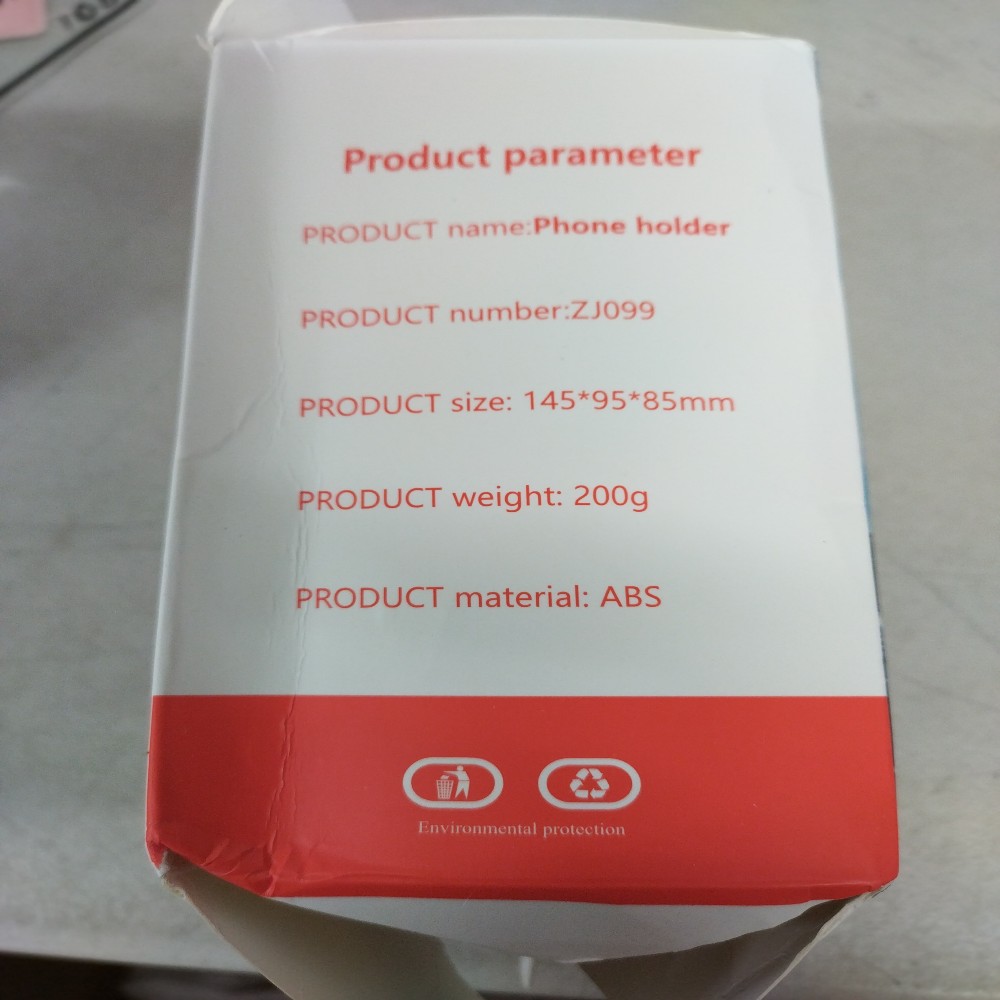 Product parameter
PRODUCT name:Phone holder
PRODUCT number:ZJ099
PRODUCT size: 145*95*85mm
PRODUCT weight: 200g
PRODUCT material: ABS
Environmental protection